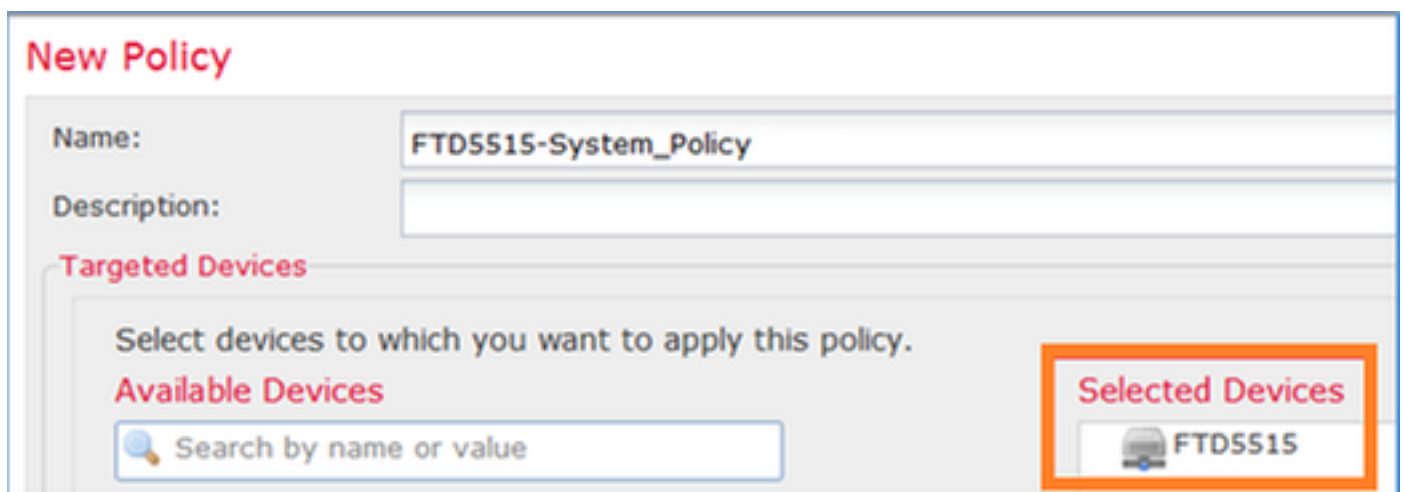 New Policy
Name:
FTD5515-System_Policy
Description:
Targeted Devices
Select devices to which you want to apply this policy.
Available Devices
Search by name or value
Selected Devices
FTD5515